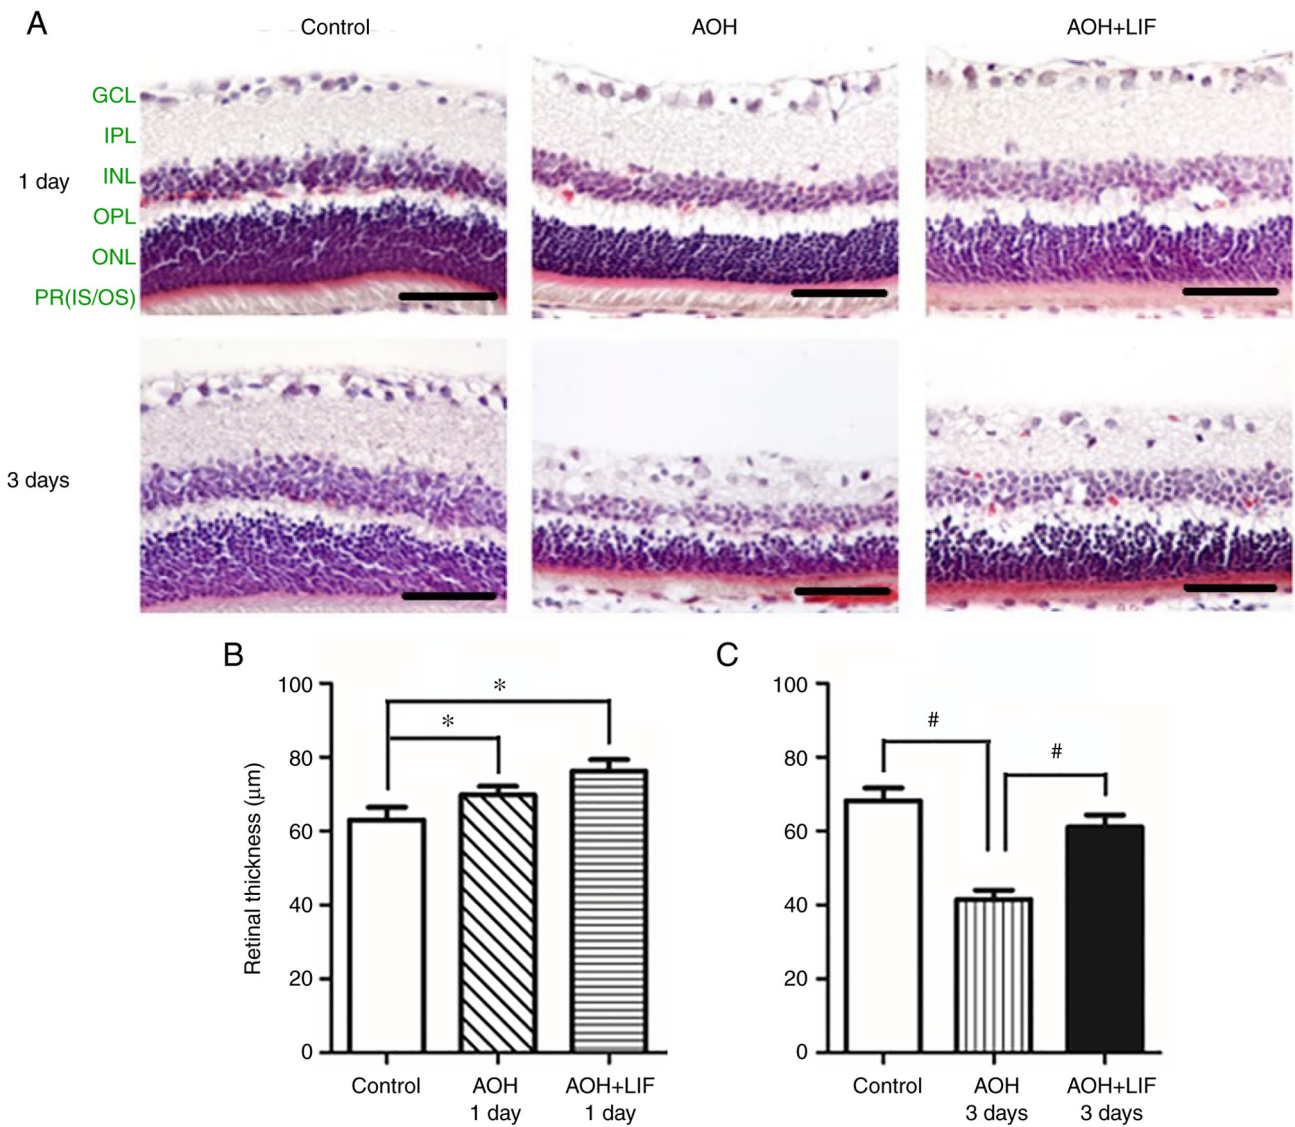 A
Control
AOH
AOH+LIF
GCL
IPL
1 day
INL
OPL
ONL
PR(IS/OS)
3 days
B
C
Retinal thickness (μm)
100
80
60
40
20
0
*
*
Control
AOH
1 day
AOH+LIF
1 day
100
80
60
40
20
0
#
#
Control
AOH
3 days
AOH+LIF
3 days